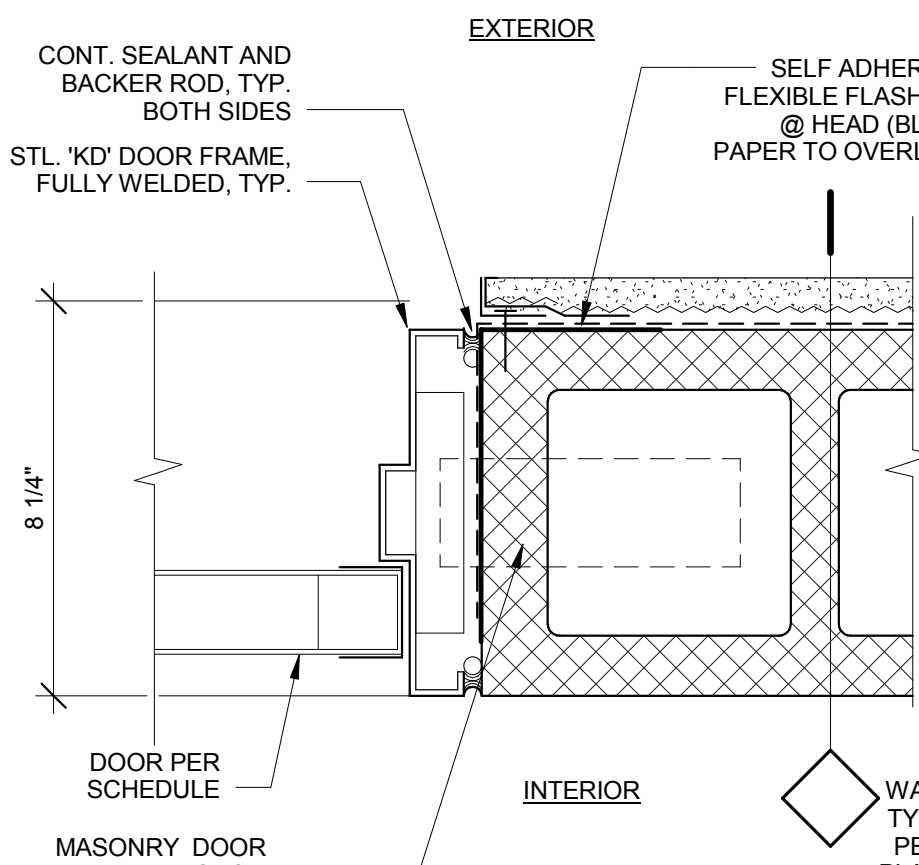 EXTERIOR
CONT. SEALANT AND
BACKER ROD, TYP.
BOTH SIDES
STL. 'KD' DOOR FRAME,
FULLY WELDED, TYP.
SELF ADHER
FLEXIBLE FLASH
@ HEAD (BL
PAPER TO OVERL
8 1/4"
DOOR PER
SCHEDULE
INTERIOR
MASONRY DOOR
WA
TY
PE